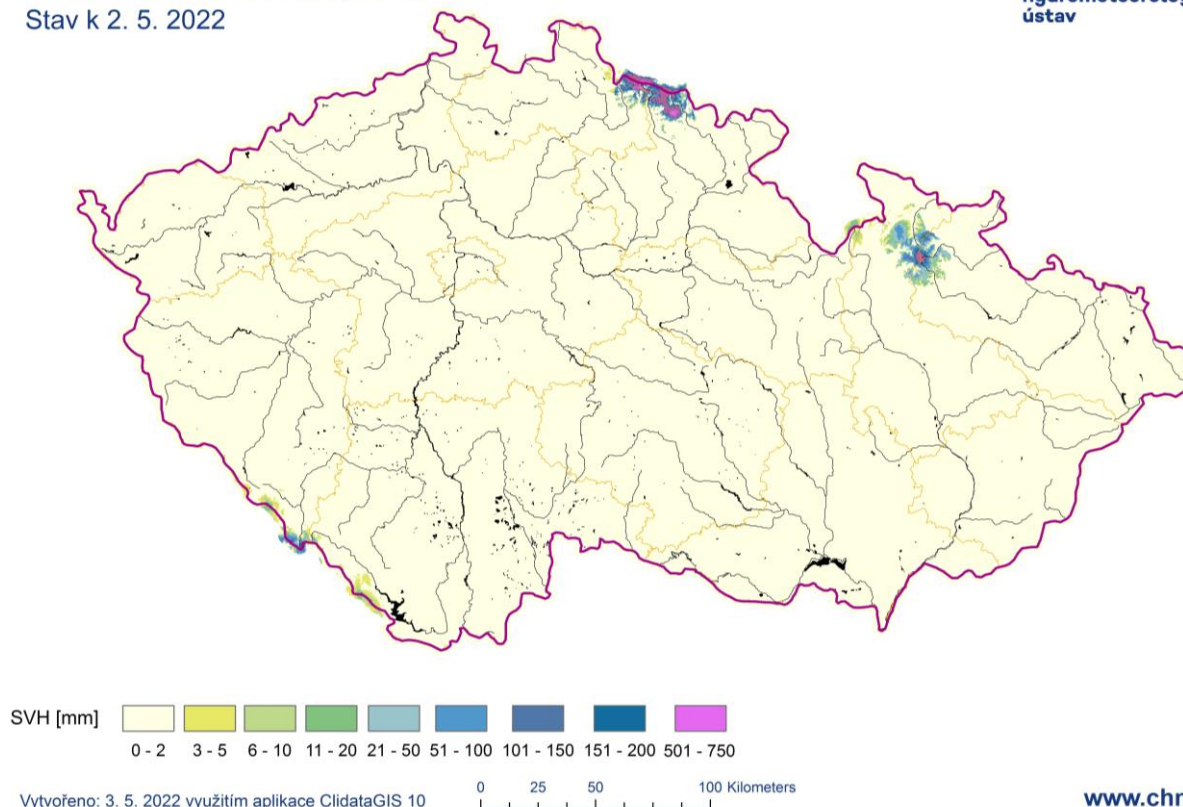 Stav k 2. 5. 2022
ústav
SVH [mm]
0 - 2 3 - 5 6 - 10 11 - 20 21 - 50 51 - 100 101 - 150 151 - 200 501 - 750
0 25 50 100 Kilometers
Vytvořeno: 3. 5. 2022 využitím aplikace ClidataGIS 10
www.chm